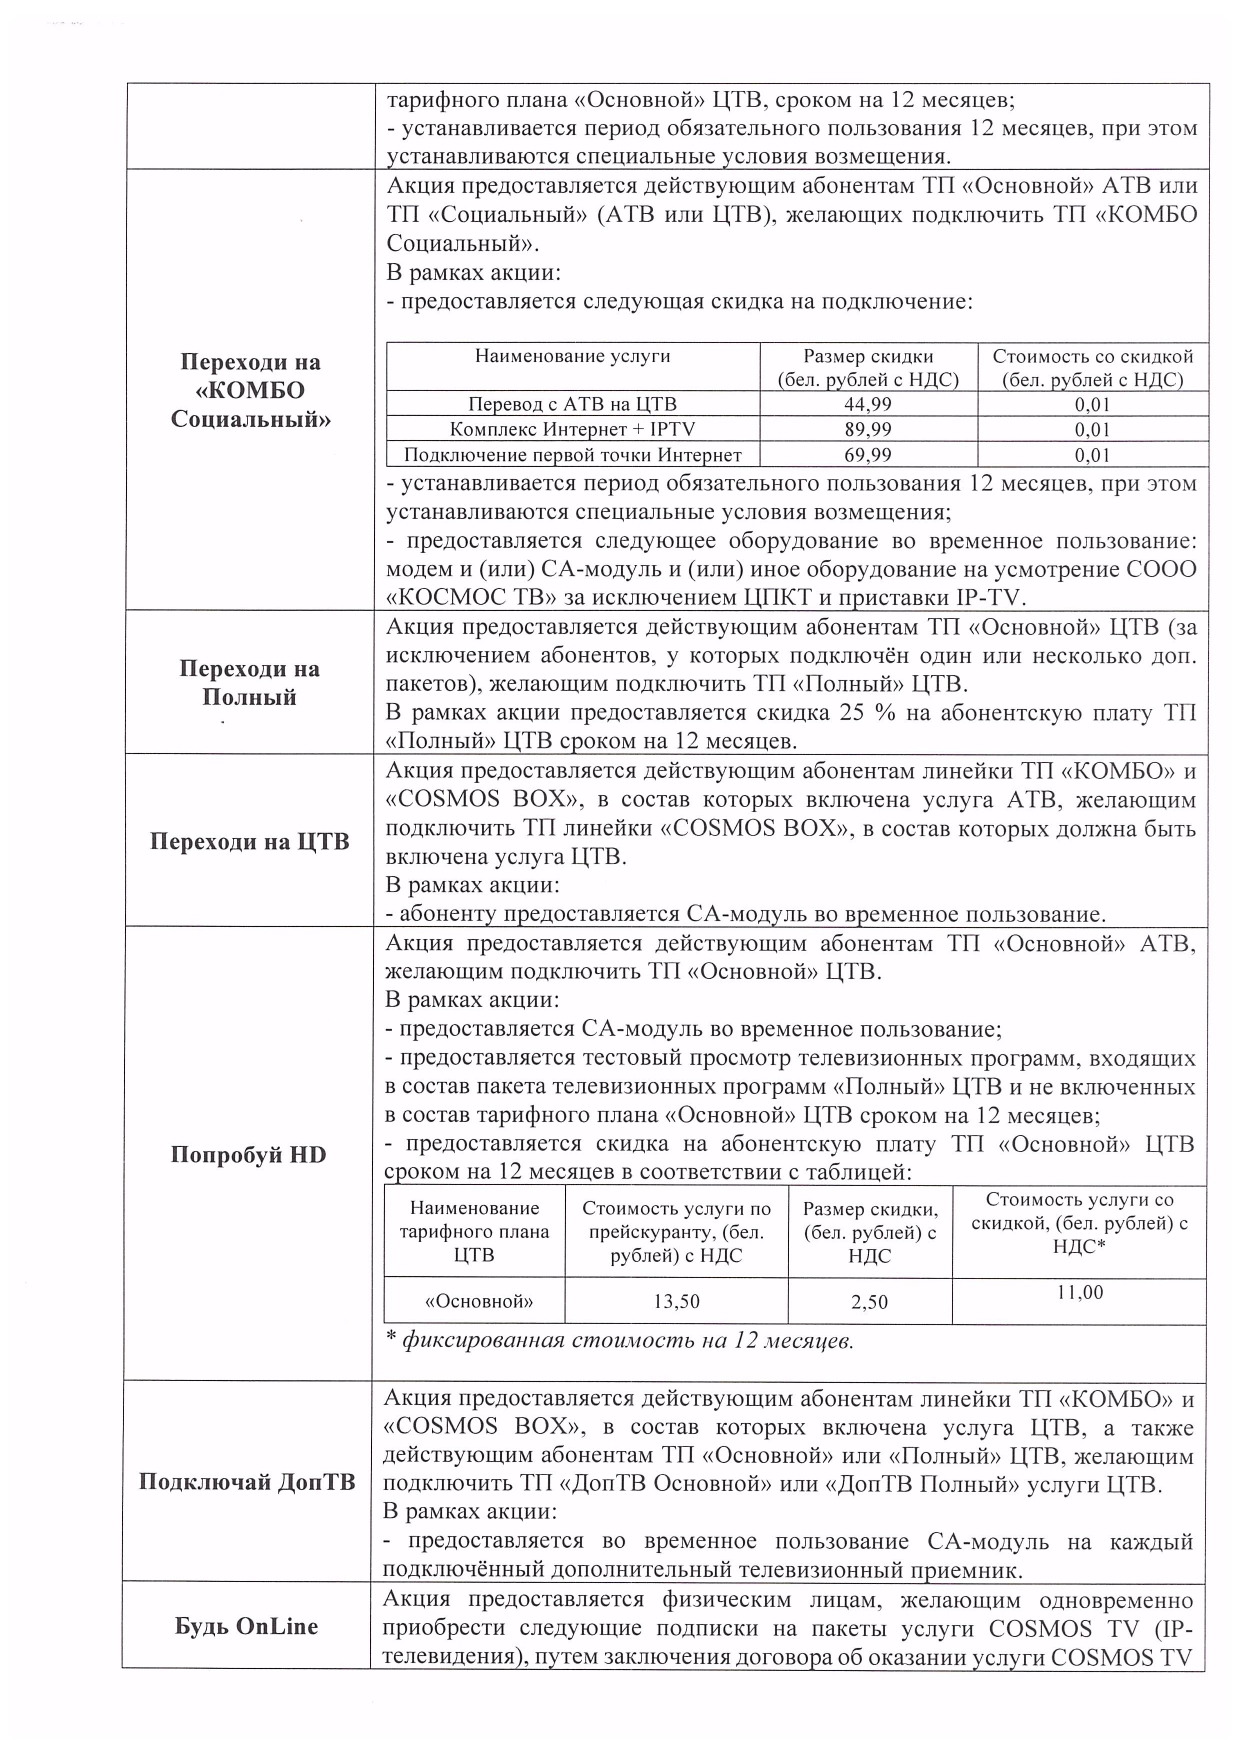 тарифного плана «Основной» ЦТВ, сроком на 12 месяцев;
- устанавливается период обязательного пользования 12 месяцев, при этом
устанавливаются специальные условия возмещения.
Переходи на
«КОМБО
Социальный»
Акция предоставляется действующим абонентам ТП «Основной» АТВ или
ТП «Социальный» (АТВ или ЦТВ), желающих подключить ТП «КОМБО
Социальный».
В рамках акции:
- предоставляется следующая скидка на подключение:
Наименование услуги
Размер скидки
(бел. рублей с НДС)
Стоимость со скидкой
(бел. рублей с НДС)
Перевод с АТВ на ЦТВ 44,99 0,01
Комплекс Интернет + IPTV 89,99 0,01
Подключение первой точки Интернет 69,99 0,01
- устанавливается период обязательного пользования 12 месяцев, при этом
устанавливаются специальные условия возмещения;
- предоставляется следующее оборудование во временное пользование:
модем и (или) СА-модуль и (или) иное оборудование на усмотрение СООО
«КОСМОС ТВ» за исключением ЦПКТ и приставки IP-TV.
Переходи на
Полный
Акция предоставляется действующим абонентам ТП «Основной» ЦТВ (за
исключением абонентов, у которых подключён один или несколько доп.
пакетов), желающим подключить ТП «Полный» ЦТВ.
В рамках акции предоставляется скидка 25 % на абонентскую плату ТП
«Полный» ЦТВ сроком на 12 месяцев.
Переходи на ЦТВ
Акция предоставляется действующим абонентам линейки ТП «КОМБО» и
«COSMOS BOX», в состав которых включена услуга АТВ, желающим
подключить ТП линейки «COSMOS BOX», в состав которых должна быть
включена услуга ЦТВ.
В рамках акции:
- абоненту предоставляется СА-модуль во временное пользование.
Попробуй HD
Акция предоставляется действующим абонентам ТП «Основной» АТВ,
желающим подключить ТП «Основной» ЦТВ.
В рамках акции:
- предоставляется СА-модуль во временное пользование;
- предоставляется тестовый просмотр телевизионных программ, входящих
в состав пакета телевизионных программ «Полный» ЦТВ и не включенных
в состав тарифного плана «Основной» ЦТВ сроком на 12 месяцев;
- предоставляется скидка на абонентскую плату ТП «Основной» ЦТВ
сроком на 12 месяцев в соответствии с таблицей:
Наименование
тарифного плана
ЦТВ
Стоимость услуги по
прейскуранту, (бел.
рублей) с НДС
Размер скидки,
(бел. рублей) с
НДС
Стоимость услуги со
скидкой, (бел. рублей) с
НДС*
«Основной» 13,50 2,50 11,00
* фиксированная стоимость на 12 месяцев.
Подключай ДопТВ
Акция предоставляется действующим абонентам линейки ТП «КОМБО» и
«COSMOS BOX», в состав которых включена услуга ЦТВ, а также
действующим абонентам ТП «Основной» или «Полный» ЦТВ, желающим
подключить ТП «ДопТВ Основной» или «ДопТВ Полный» услуги ЦТВ.
В рамках акции:
- предоставляется во временное пользование СА-модуль на каждый
подключённый дополнительный телевизионный приемник.
Будь OnLine
Акция предоставляется физическим лицам, желающим одновременно
приобрести следующие подписки на пакеты услуги COSMOS TV (IP-
телевидения), путем заключения договора об оказании услуги COSMOS TV